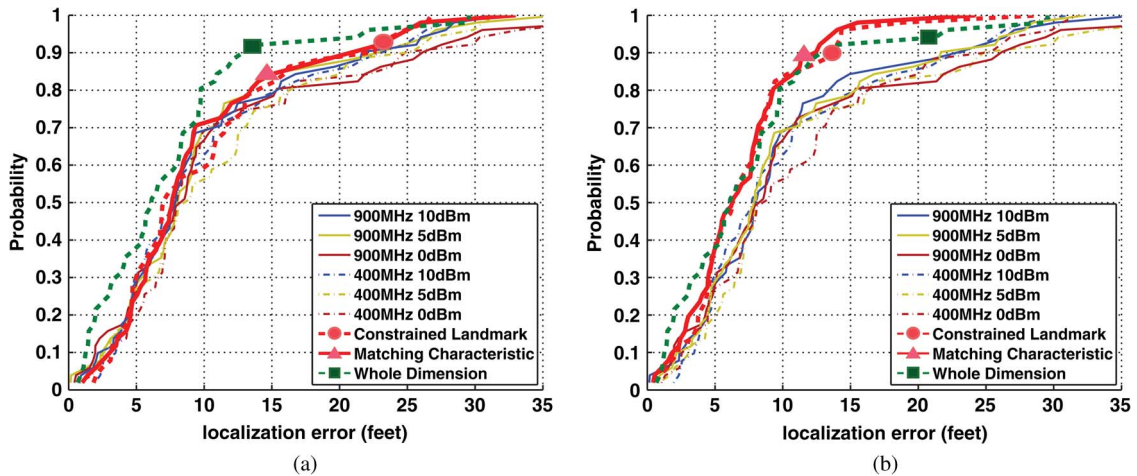 1
0.9
0.8
0.7
0.6
0.5
0.4
0.3
0.2
0.1
0
Probability
900MHz 10dBm
900MHz 5dBm
900MHz 0dBm
400MHz 10dBm
400MHz 5dBm
400MHz 0dBm
Constrained Landmark
Matching Characteristic
Whole Dimension
0 5 10 15 20 25 30 35
localization error (feet)
(a)
1
0.9
0.8
0.7
0.6
0.5
0.4
0.3
0.2
0.1
0
Probability
900MHz 10dBm
900MHz 5dBm
900MHz 0dBm
400MHz 10dBm
400MHz 5dBm
400MHz 0dBm
Constrained Landmark
Matching Characteristic
Whole Dimension
0 5 10 15 20 25 30 35
localization error (feet)
(b)